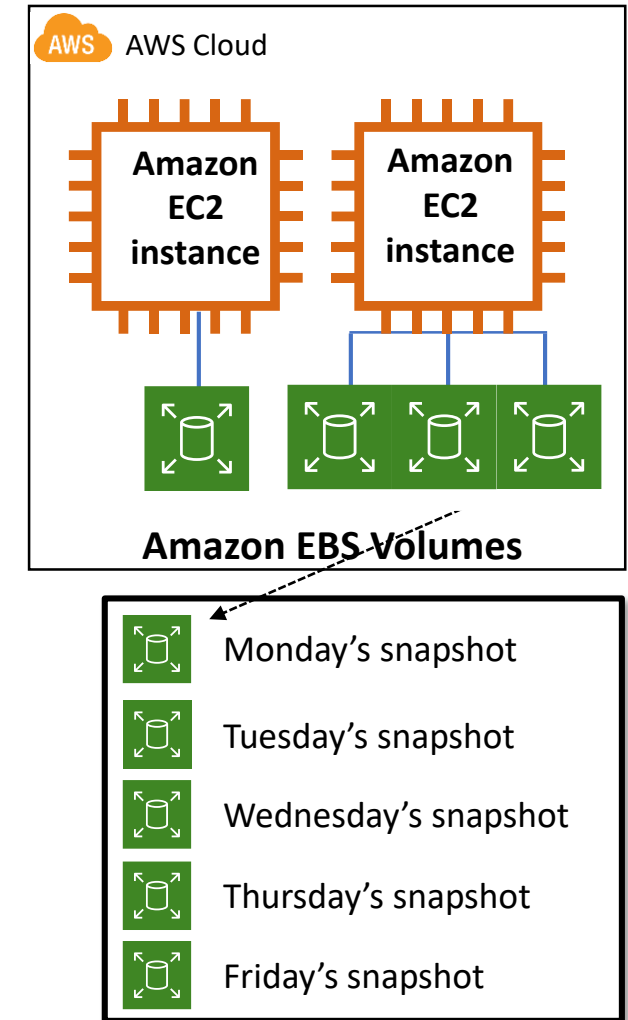 AWS AWS Cloud
Amazon
EC2
instance
Amazon
EC2
instance
Amazon EBS Volumes
Monday’s snapshot
Tuesday’s snapshot
Wednesday’s snapshot
Thursday’s snapshot
Friday’s snapshot